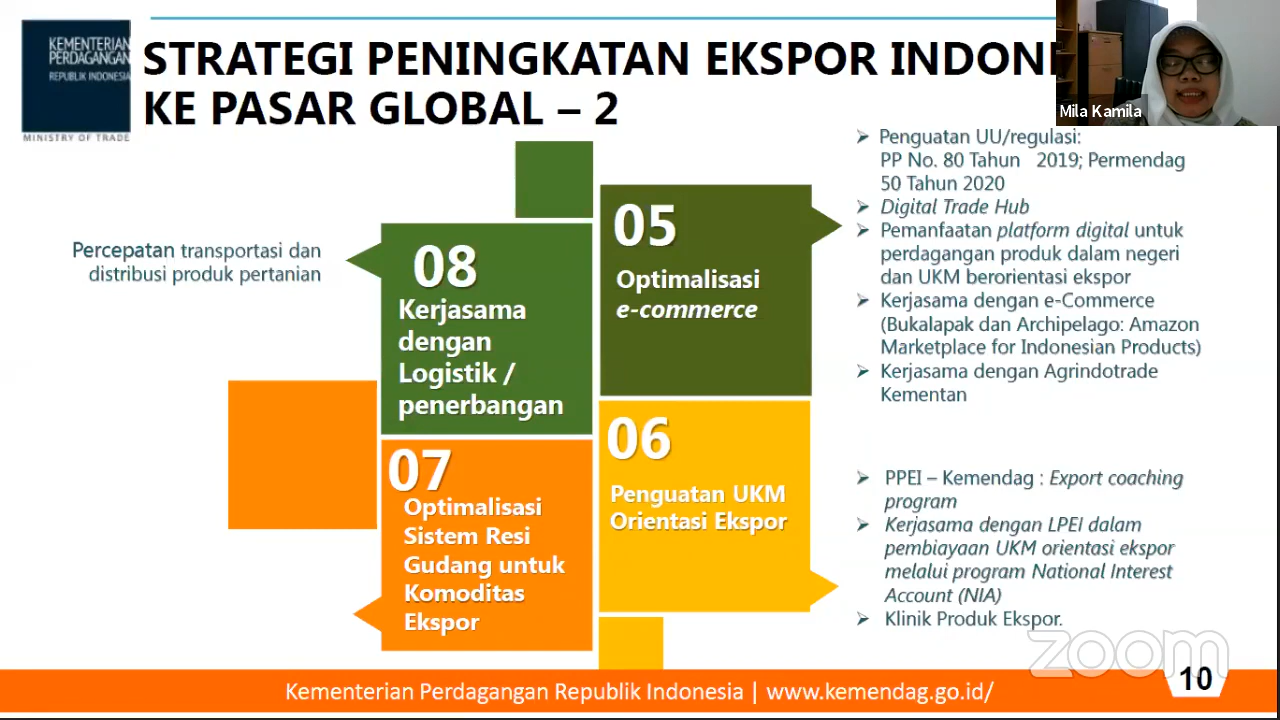 KEMENTERIAN
PERDAGANGAN
REPUBLIK INDONESIA
MINISTRY OF TRADE
STRATEGI PENINGKATAN EKSPOR
KE PASAR GLOBAL – 2
Mila Kamila
05
Optimalisasi
e-commerce
➢ Penguatan UU/regulasi:
PP No. 80 Tahun 2019; Permendag
50 Tahun 2020
➢ Digital Trade Hub
➢ Pemanfaatan platform digital untuk
perdagangan produk dalam negeri
dan UKM berorientasi ekspor
➢ Kerjasama dengan e-Commerce
(Bukalapak dan Archipelago: Amazon
Marketplace for Indonesian Products)
➢ Kerjasama dengan Agrindotrade
Kementan
06
Penguatan UKM
Orientasi Ekspor
➢ PPEI – Kemendag : Export coaching
program
➢ Kerjasama dengan LPEI dalam
pembiayaan UKM orientasi ekspor
melalui program National Interest
Account (NIA)
➢ Klinik Produk Ekspor.
07
Optimalisasi
Sistem Resi
Gudang untuk
Komoditas
Ekspor
08
Kerjasama
dengan
Logistik /
penerbangan
Percepatan transportasi dan
distribusi produk pertanian
zoom
Kementerian Perdagangan Republik Indonesia | www.kemendag.go.id/
10